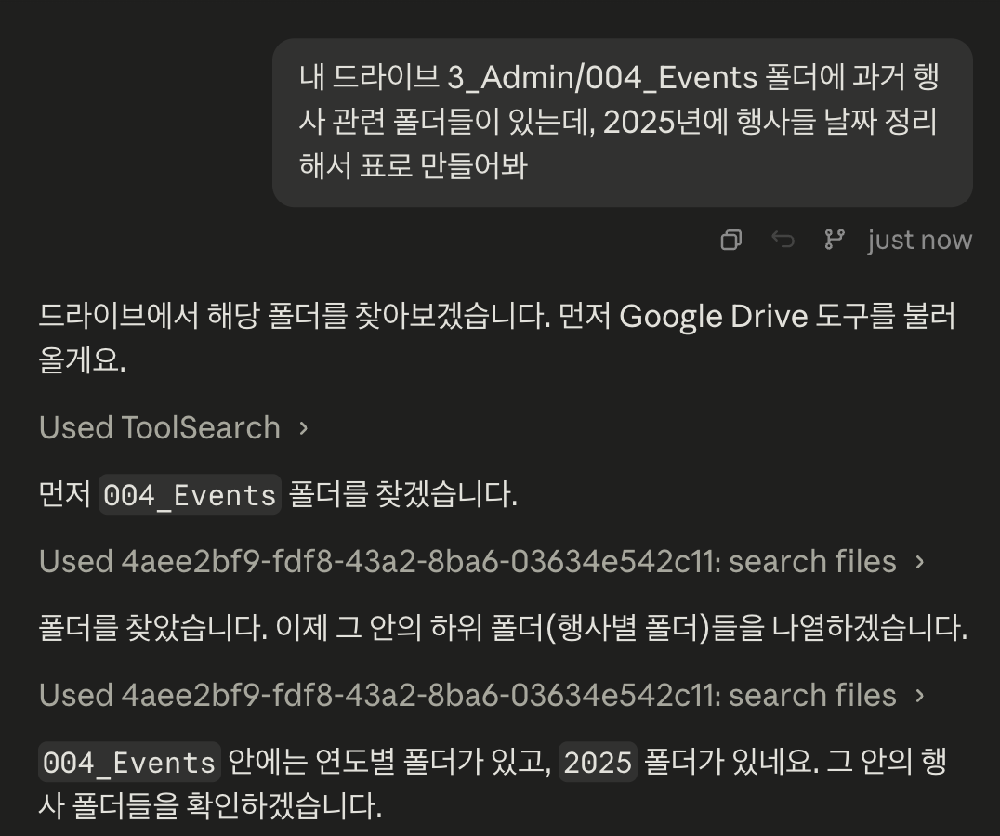 내 드라이브 3_Admin/004_Events 폴더에 과거 행
사 관련 폴더들이 있는데, 2025년에 행사들 날짜 정리
해서 표로 만들어봐
just now
드라이브에서 해당 폴더를 찾아보겠습니다. 먼저 Google Drive 도구를 불러
올게요.
Used ToolSearch >
먼저 004_Events 폴더를 찾겠습니다.
Used 4aee2bf9-fdf8-43a2-8ba6-03634e542c11: search files >
폴더를 찾았습니다. 이제 그 안의 하위 폴더(행사별 폴더)들을 나열하겠습니다.
Used 4aee2bf9-fdf8-43a2-8ba6-03634e542c11: search files >
004_Events 안에는 연도별 폴더가 있고, 2025 폴더가 있네요. 그 안의 행
사 폴더들을 확인하겠습니다.